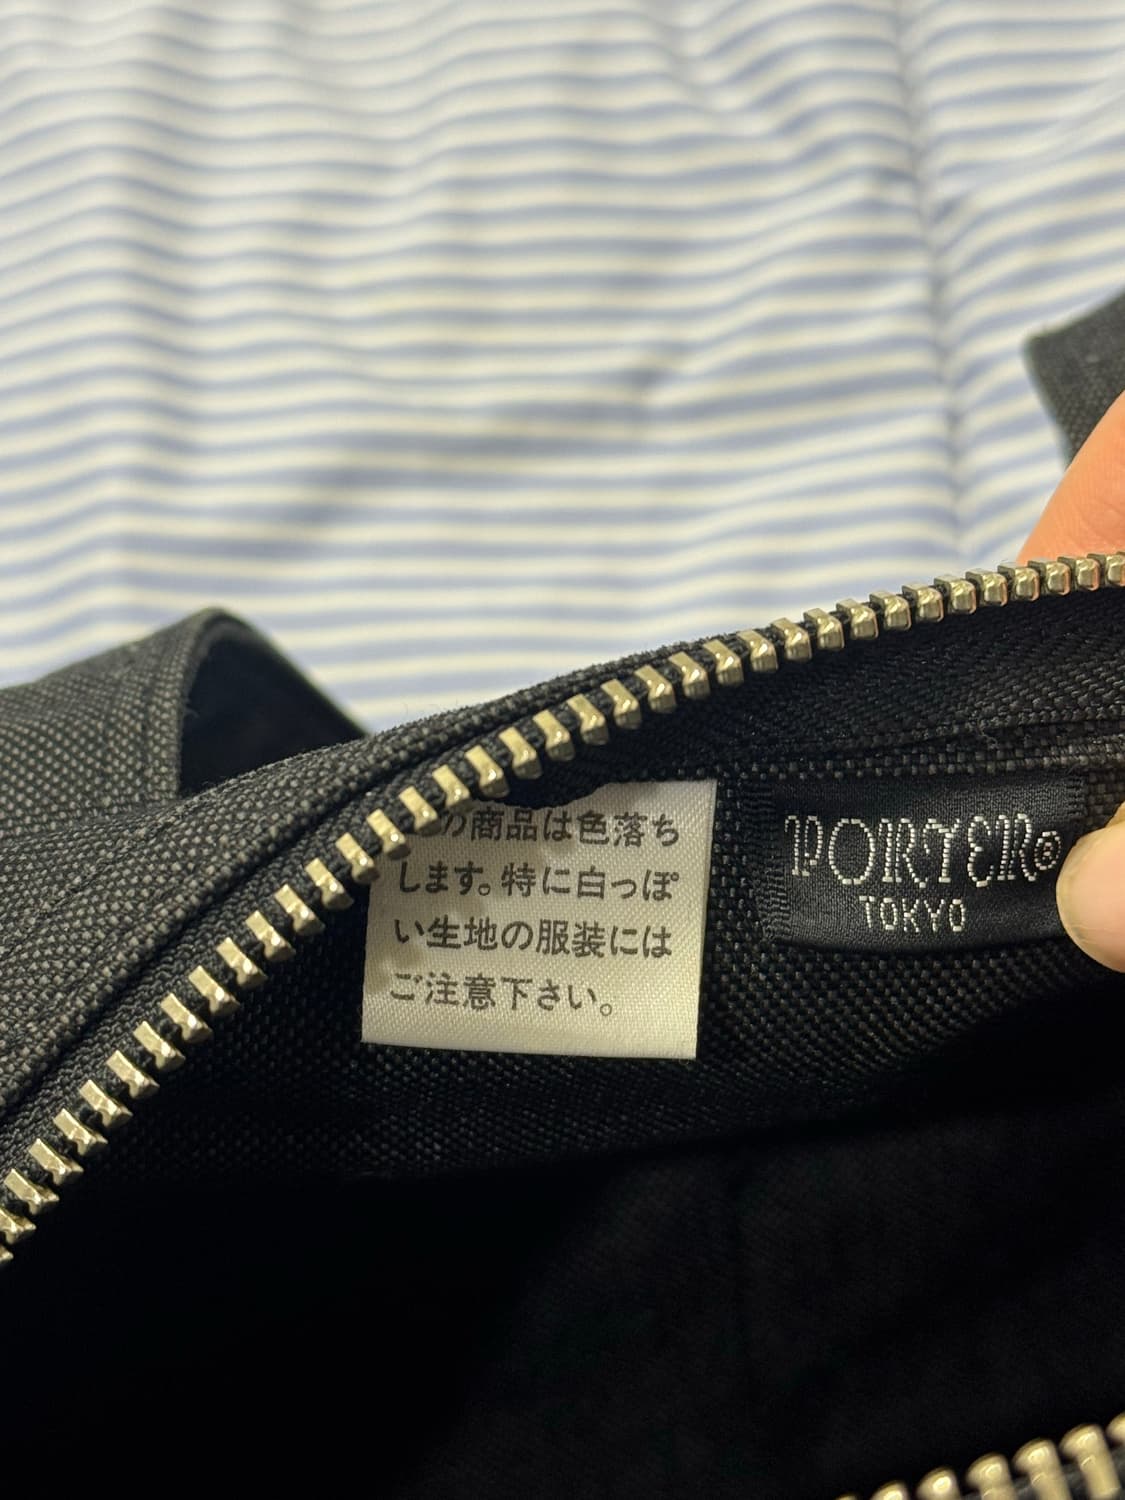 の商品は色落ち
します。特に白っぽ
い生地の服装には
ご注意下さい。
PORTER®
TOKYO